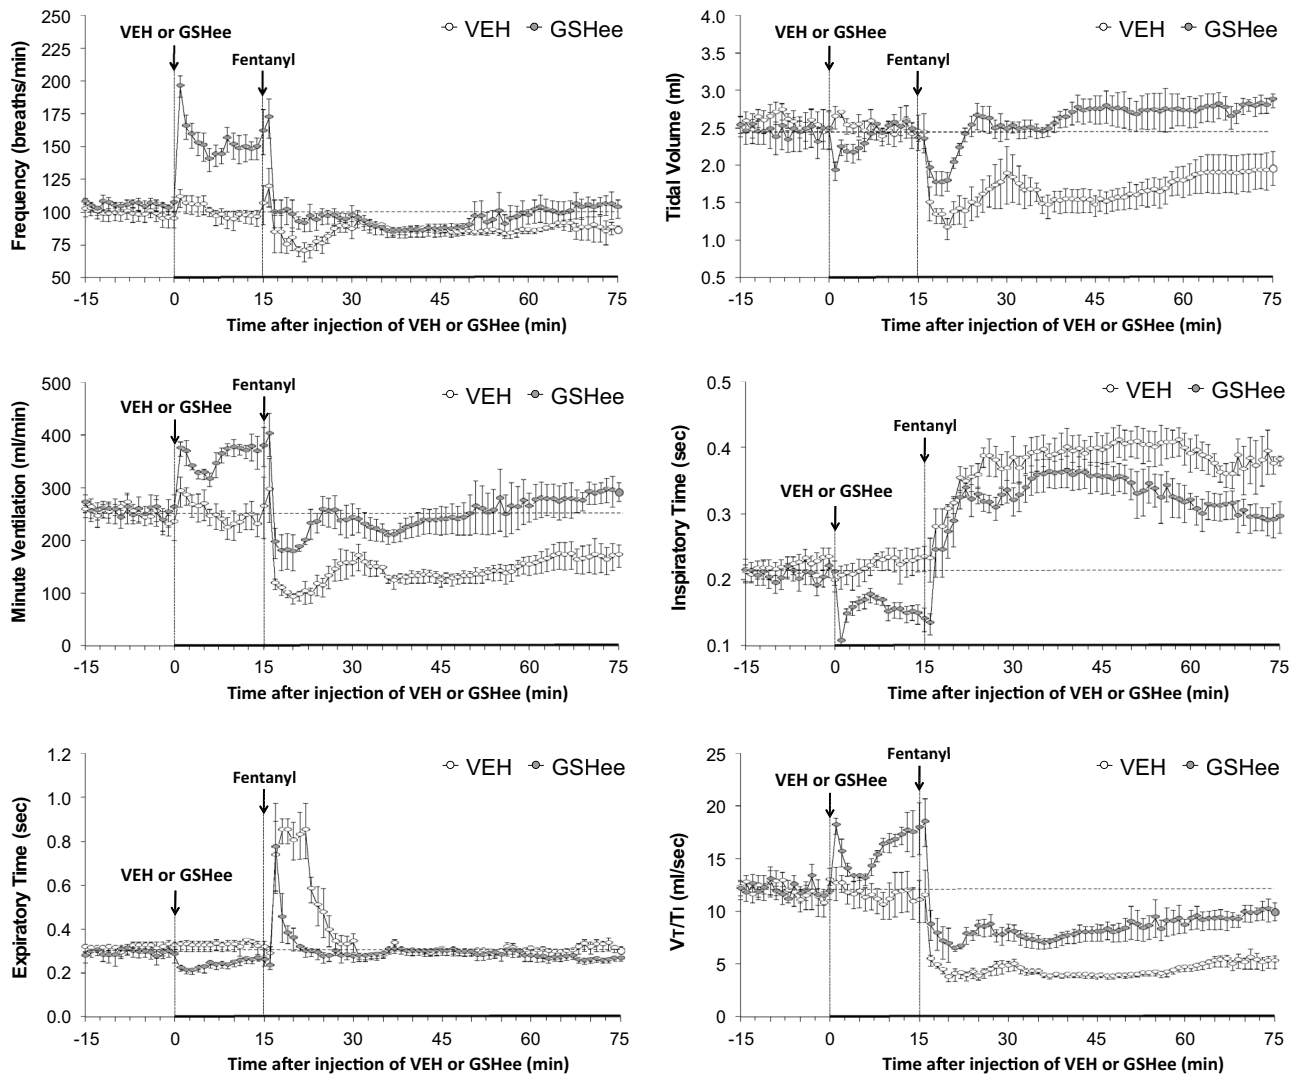 VEH or GSHee
VEH GSHee
Fentanyl
Frequency (breaths/min)
250
225
200
175
150
125
100
75
50
-15 0 15 30 45 60 75
Time after injection of VEH or GSHee (min)
VEH or GSHee
VEH GSHee
Fentanyl
Tidal Volume (ml)
4.0
3.5
3.0
2.5
2.0
1.5
1.0
0.5
-15 0 15 30 45 60 75
Time after injection of VEH or GSHee (min)
Fentanyl
VEH GSHee
VEH or GSHee
Minute Ventilation (ml/min)
500
400
300
200
100
0
-15 0 15 30 45 60 75
Time after injection of VEH or GSHee (min)
VEH GSHee
Fentanyl
VEH or GSHee
Inspiratory Time (sec)
0.5
0.4
0.3
0.2
0.1
-15 0 15 30 45 60 75
Time after injection of VEH or GSHee (min)
VEH GSHee
Fentanyl
VEH or GSHee
Expiratory Time (sec)
1.2
1.0
0.8
0.6
0.4
0.2
0.0
-15 0 15 30 45 60 75
Time after injection of VEH or GSHee (min)
Fentanyl
VEH GSHee
VEH or GSHee
VT/TI (ml/sec)
25
20
15
10
5
0
-15 0 15 30 45 60 75
Time after injection of VEH or GSHee (min)